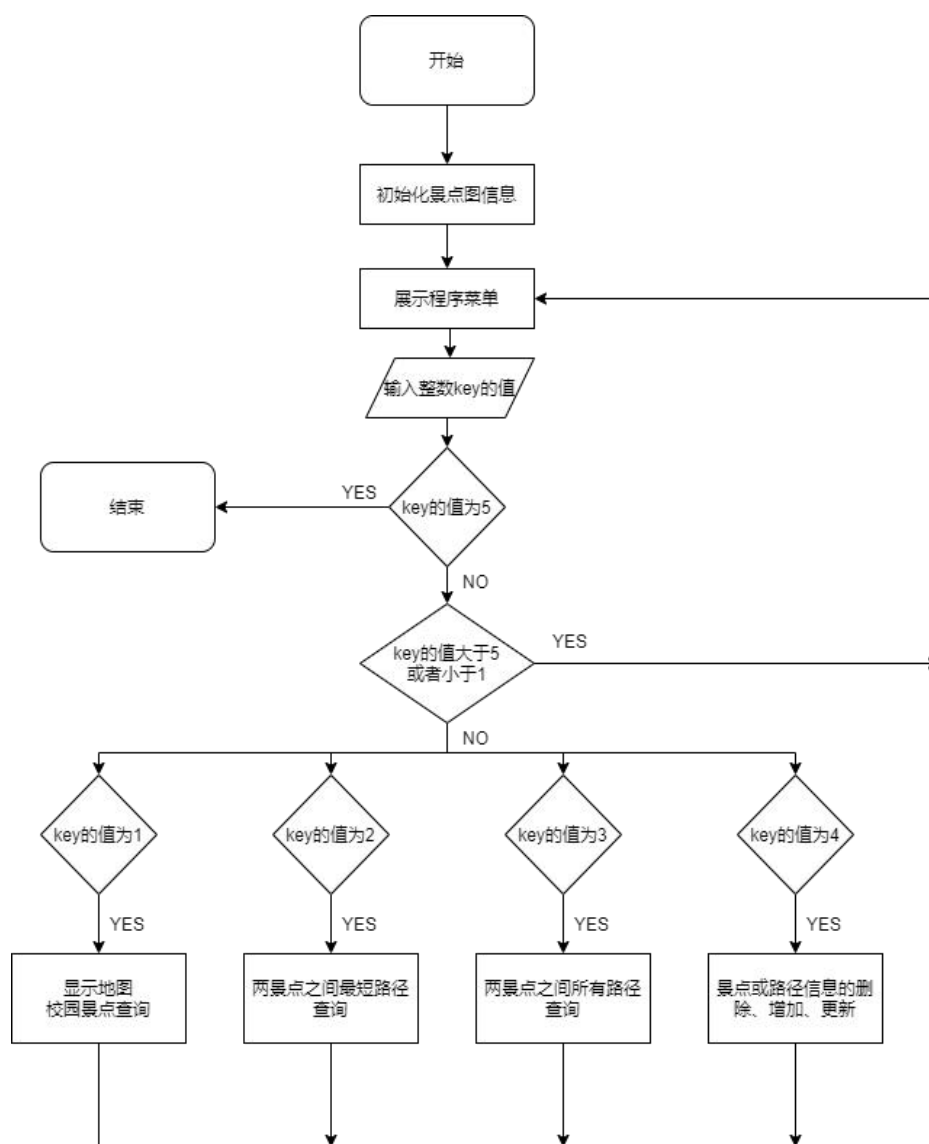 开始
初始化景点图信息
展示程序菜单
输入整数key的值
YES
key的值为5
结束
NO
key的值大于5
或者小于1
YES
NO
key的值为1
key的值为2
key的值为3
key的值为4
YES
YES
YES
YES
显示地图
校园景点查询
两景点之间最短路径
查询
两景点之间所有路径
查询
景点或路径信息的删
除、增加、更新